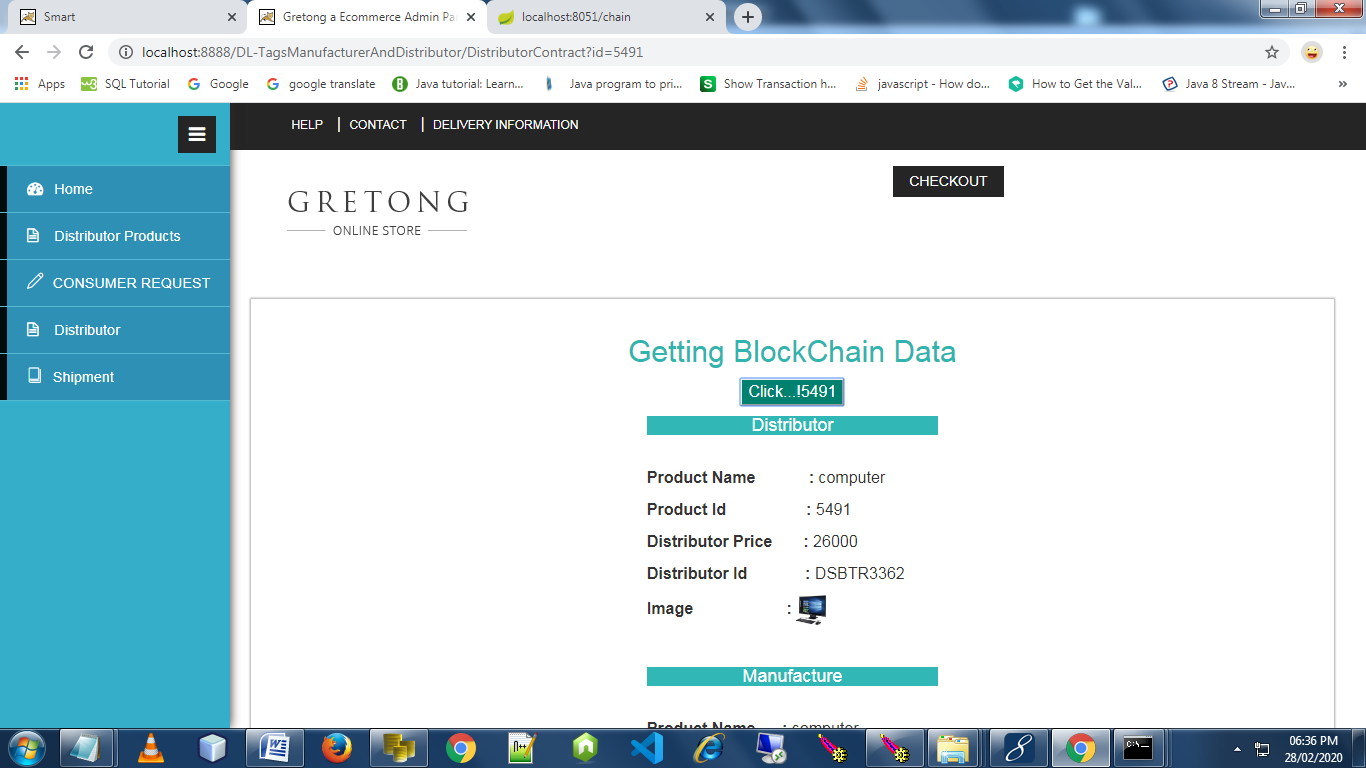 Smart
Gretong a Ecommerce Admin Pa
localhost:8051/chain
localhost:8888/DL-TagsManufacturerAndDistributor/DistributorContract?id=5491
Apps SQL Tutorial Google google translate Java tutorial: Learn... Java program to pri... Show Transaction h... javascript - How do... How to Get the Val... Java 8 Stream - Jav... »
HELP | CONTACT | DELIVERY INFORMATION
Home
Distributor Products
CONSUMER REQUEST
Distributor
Shipment
GRETONG
ONLINE STORE
CHECKOUT
Getting BlockChain Data
Click...!5491
Distributor
Product Name : computer
Product Id : 5491
Distributor Price : 26000
Distributor Id : DSBTR3362
Image :
Manufacture
Product Name : computer
06:36 PM
28/02/2020